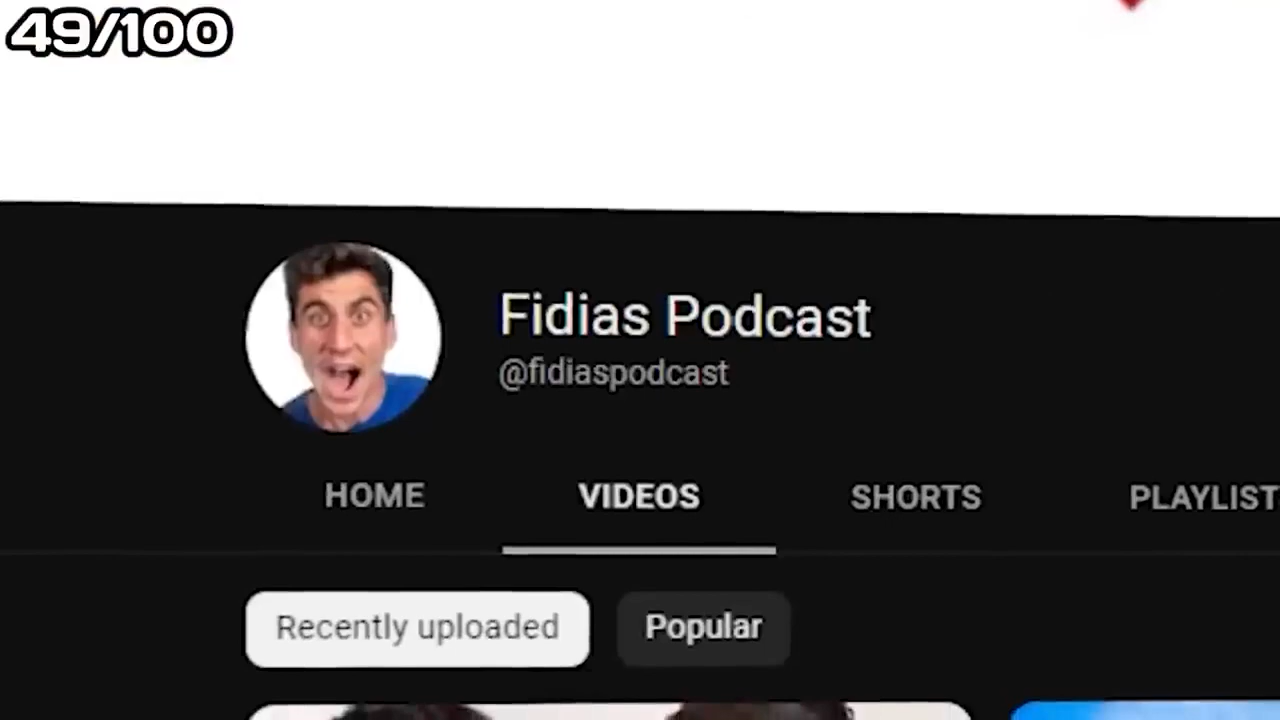 49/100
Fidias Podcast
@fidiaspodcast
HOME VIDEOS SHORTS PLAYLIST
Recently uploaded Popular